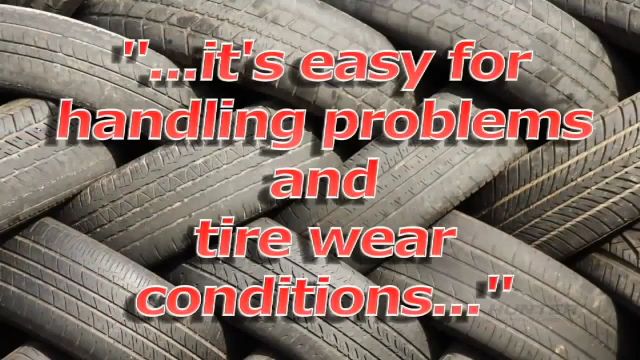 "...it's easy for
handling problems
and
tire wear
conditions..."